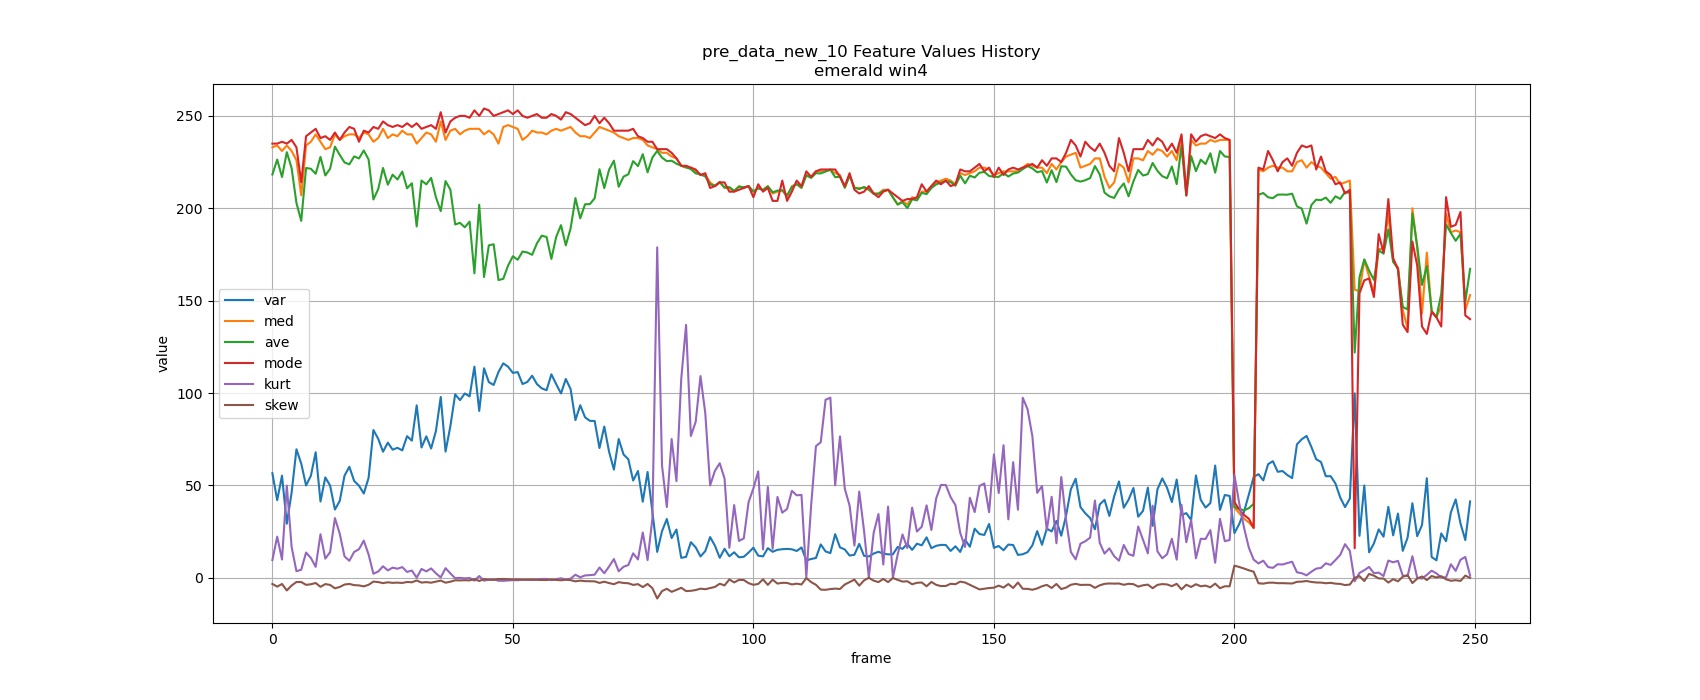 pre_data_new_10 Feature Values History
emerald win4
250
200
150
100
50
0
value
var
med
ave
mode
kurt
skew
0
50
100
150
200
250
frame